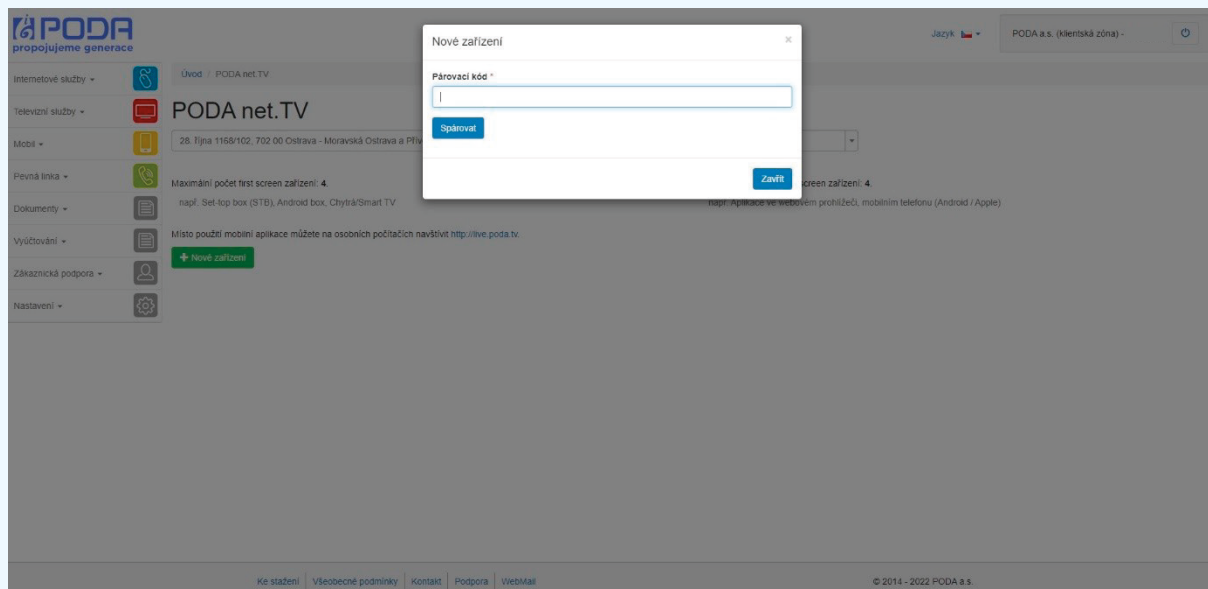 PODA
propojujeme generace
Jazyk
PODA a.s. (klientská zóna) -
Internetové služby
Televizní služby
Mobil
Pevná linka
Dokumenty
Vyúčtování
Zákaznická podpora
Nastavení
Úvod / PODA net.TV
PODA net.TV
28. října 1168/102, 702 00 Ostrava - Moravská Ostrava a Přív
Nové zařízení ×
Párovací kód *
Spárovat
Zavřít
Maximální počet first screen zařízení: 4.
screen zařízení: 4.
např. Set-top box (STB), Android box, Chytrá/Smart TV
např. Aplikace ve webovém prohlížeči, mobilním telefonu (Android / Apple)
Místo použití mobilní aplikace můžete na osobních počítačích navštívit http://live.poda.tv.
+ Nové zařízení
Ke stažení | Všeobecné podmínky | Kontakt | Podpora | WebMail
© 2014 - 2022 PODA a.s.